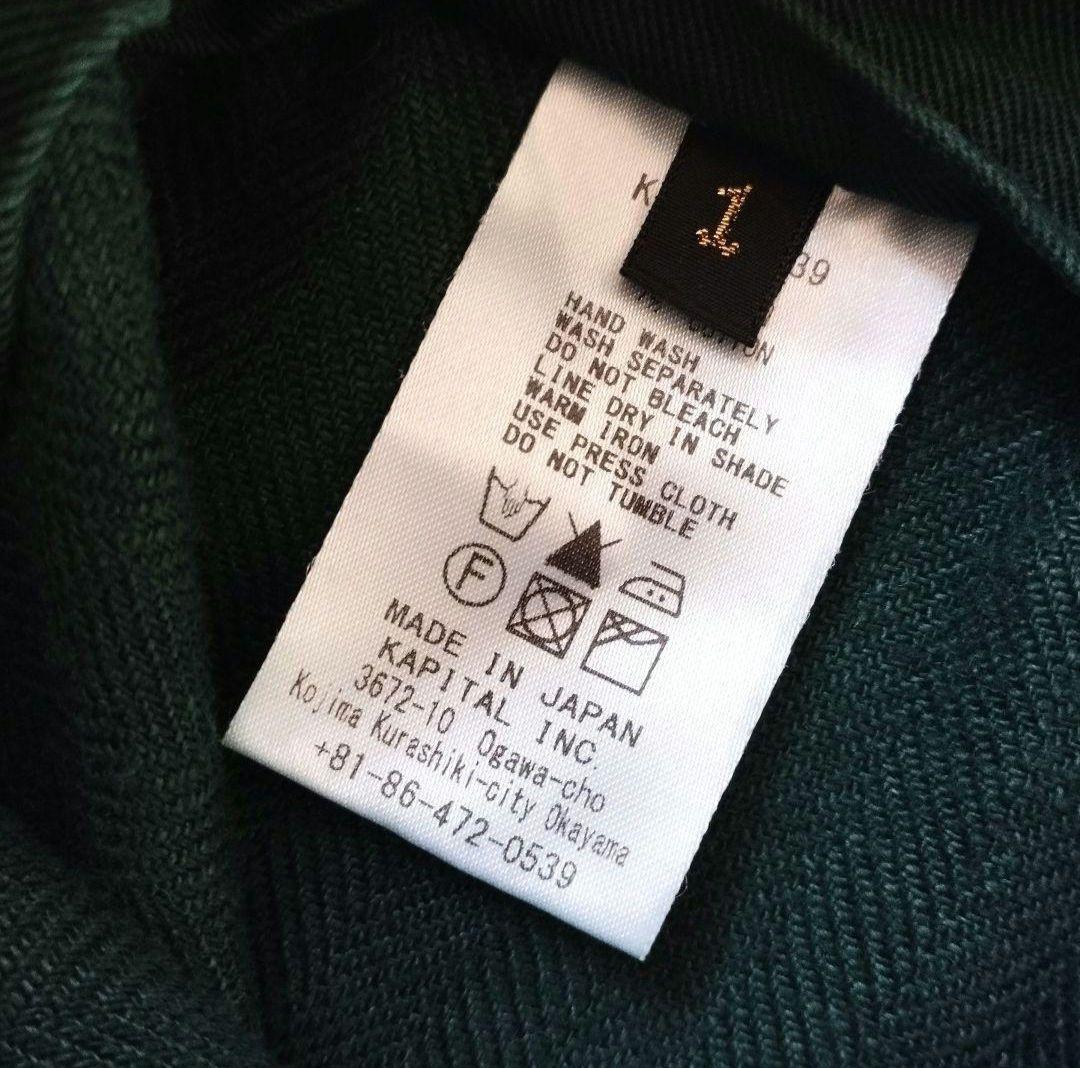 1
HAND WASH
WASH SEPARATELY
DO NOT BLEACH
LINE DRY IN SHADE
WARM IRON
USE PRESS CLOTH
DO NOT TUMBLE
F
MADE IN JAPAN
KAPITAL INC.
3672-10 Ogawa-cho
Kojima Kurashiki-city Okayama
+81-86-472-0539